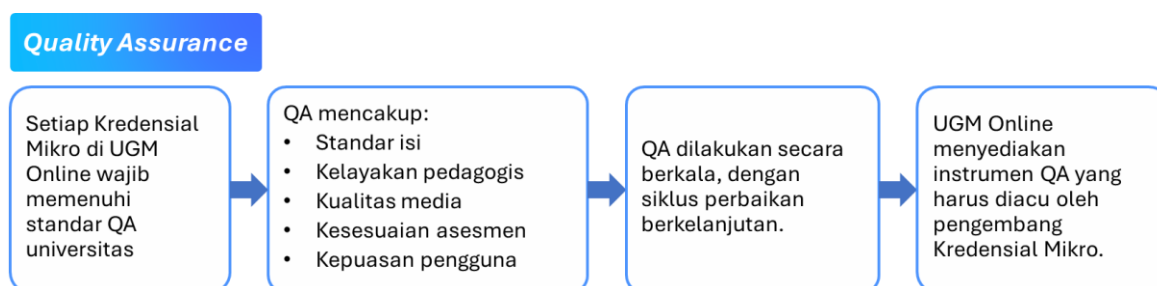 Quality Assurance
Setiap Kredensial
Mikro di UGM
Online wajib
memenuhi
standar QA
universitas
QA mencakup:
• Standar isi
• Kelayakan pedagogis
• Kualitas media
• Kesesuaian asesmen
• Kepuasan pengguna
QA dilakukan secara
berkala, dengan
siklus perbaikan
berkelanjutan.
UGM Online
menyediakan
instrumen QA yang
harus diacu oleh
pengembang
Kredensial Mikro.